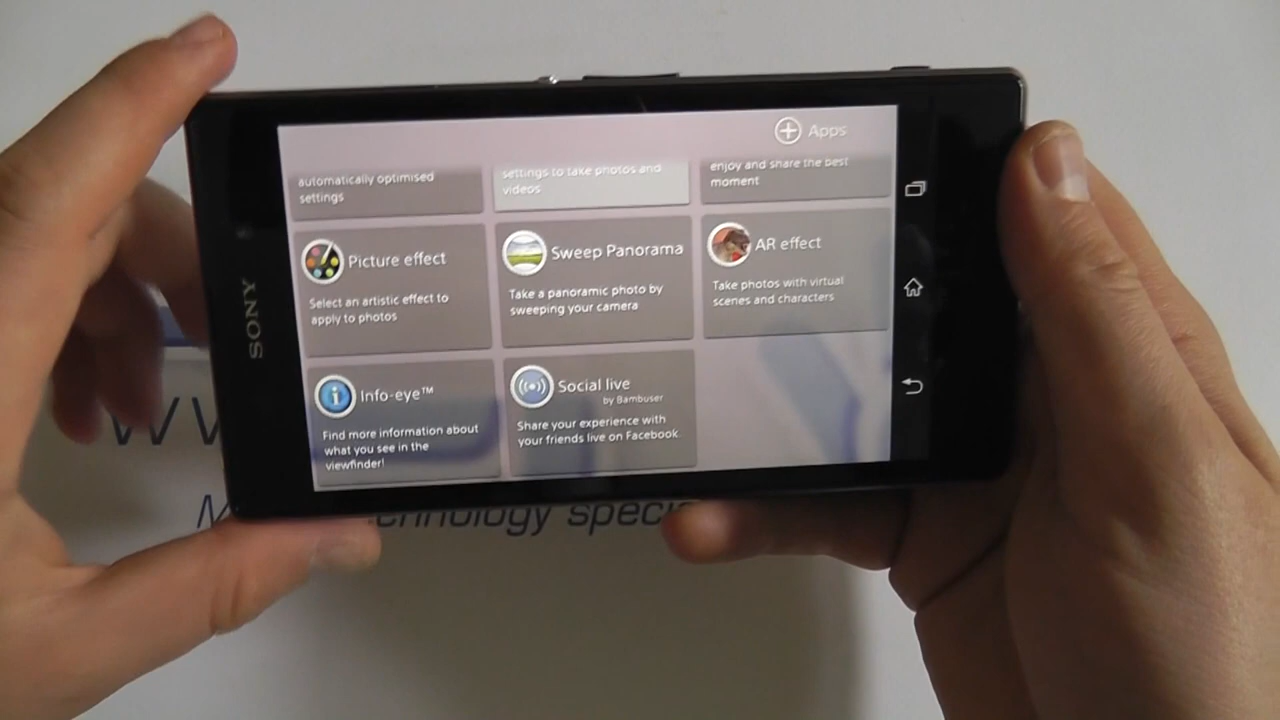 Apps
automatically optimised
settings
settings to take photos and
videos
enjoy and share the best
moment
Picture effect
Select an artistic effect to
apply to photos
Sweep Panorama
Take a panoramic photo by
sweeping your camera
AR effect
Take photos with virtual
scenes and characters
Info-eye™
Find more information about
what you see in the
viewfinder!
Social live
by Bambuser
Share your experience with
your friends live on Facebook.
SONY